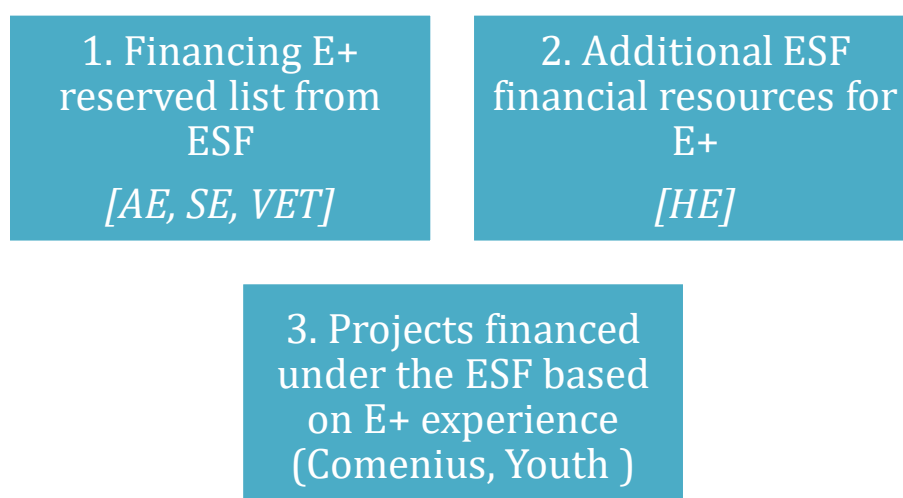 1. Financing E+
reserved list from
ESF
[AE, SE, VET]
2. Additional ESF
financial resources for
E+
[HE]
3. Projects financed
under the ESF based
on E+ experience
(Comenius, Youth )